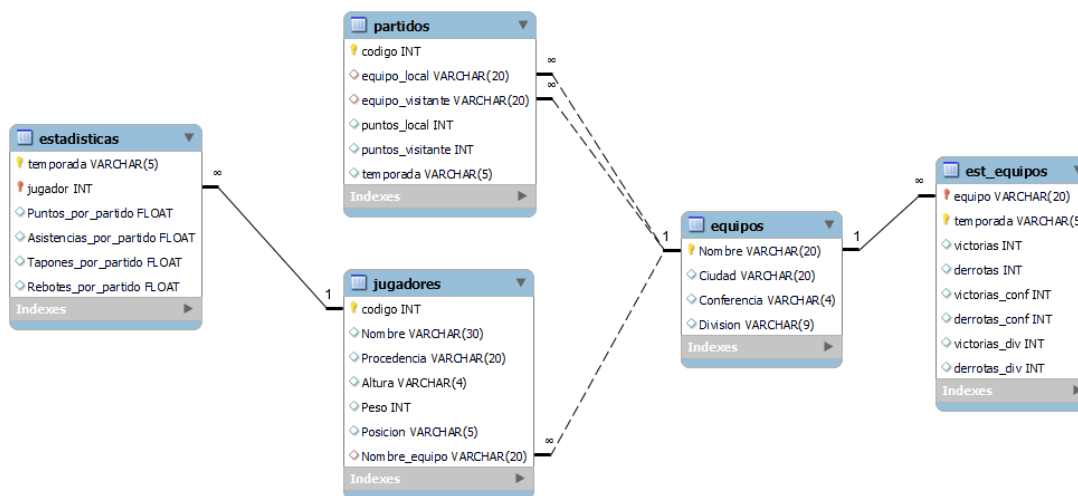 partidos
codigo INT
equipo_local VARCHAR(20)
equipo_visitante VARCHAR(20)
puntos_local INT
puntos_visitante INT
temporada VARCHAR(5)
Indexes
∞
∞
estadisticas
temporada VARCHAR(5)
jugador INT
Puntos_por_partido FLOAT
Asistencias_por_partido FLOAT
Tapones_por_partido FLOAT
Rebotes_por_partido FLOAT
Indexes
∞
1
jugadores
codigo INT
Nombre VARCHAR(30)
Procedencia VARCHAR(20)
Altura VARCHAR(4)
Peso INT
Posicion VARCHAR(5)
Nombre_equipo VARCHAR(20)
Indexes
∞
1
equipos
Nombre VARCHAR(20)
Ciudad VARCHAR(20)
Conferencia VARCHAR(4)
Division VARCHAR(9)
Indexes
1
∞
est_equipos
equipo VARCHAR(20)
temporada VARCHAR(5
victorias INT
derrotas INT
victorias_conf INT
derrotas_conf INT
victorias_div INT
derrotas_div INT
Indexes